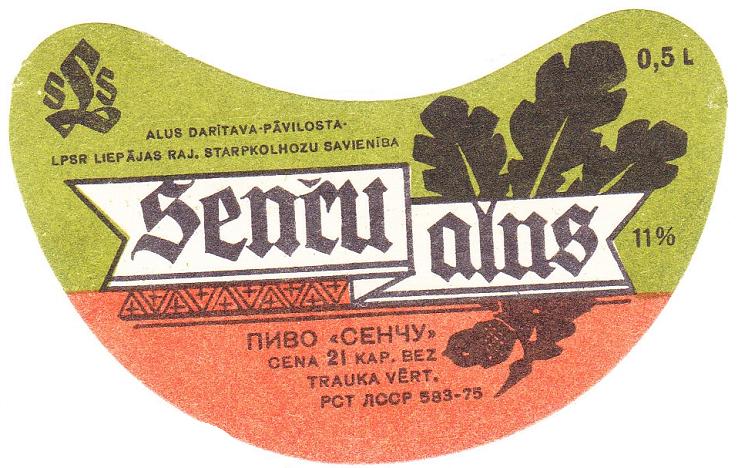 SLS
0,5 L
ALUS DARĪTAVA-PĀVILOSTA-
LPSR LIEPĀJAS RAJ. STARPKOLHOZU SAVIENĪBA
Senču alus
11%
ПИВО «СЕНЧУ»
CENA 21 KAP. BEZ
TRAUKA VĒRT.
РСТ ЛССР 583-75